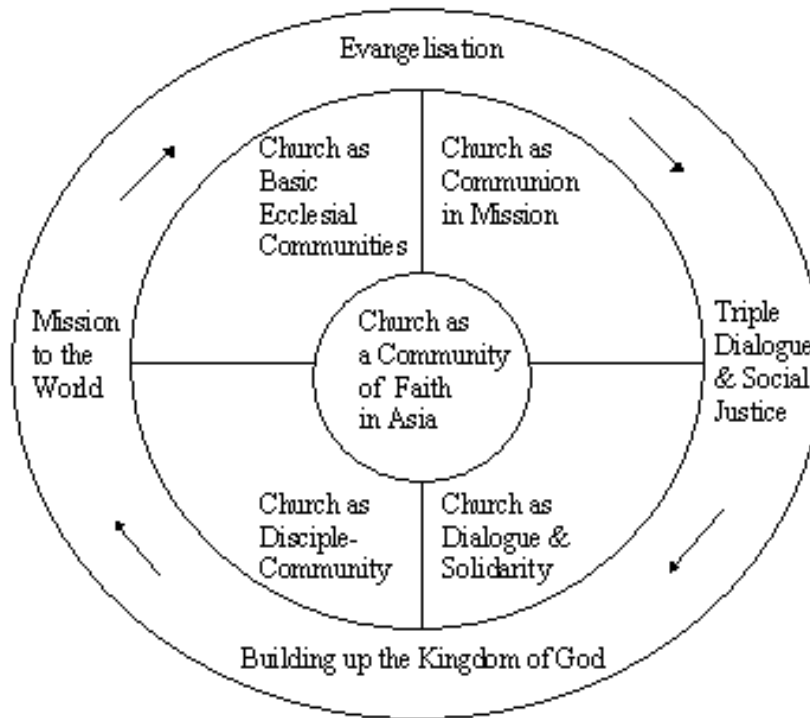 Evangelisation
Church as
Basic
Ecclesial
Communities
Church as
Communion
in Mission
Mission
to the
World
Church as
a Community
of Faith
in Asia
Triple
Dialogue
& Social
Justice
Church as
Disciple-
Community
Church as
Dialogue &
Solidarity
Building up the Kingdom of God